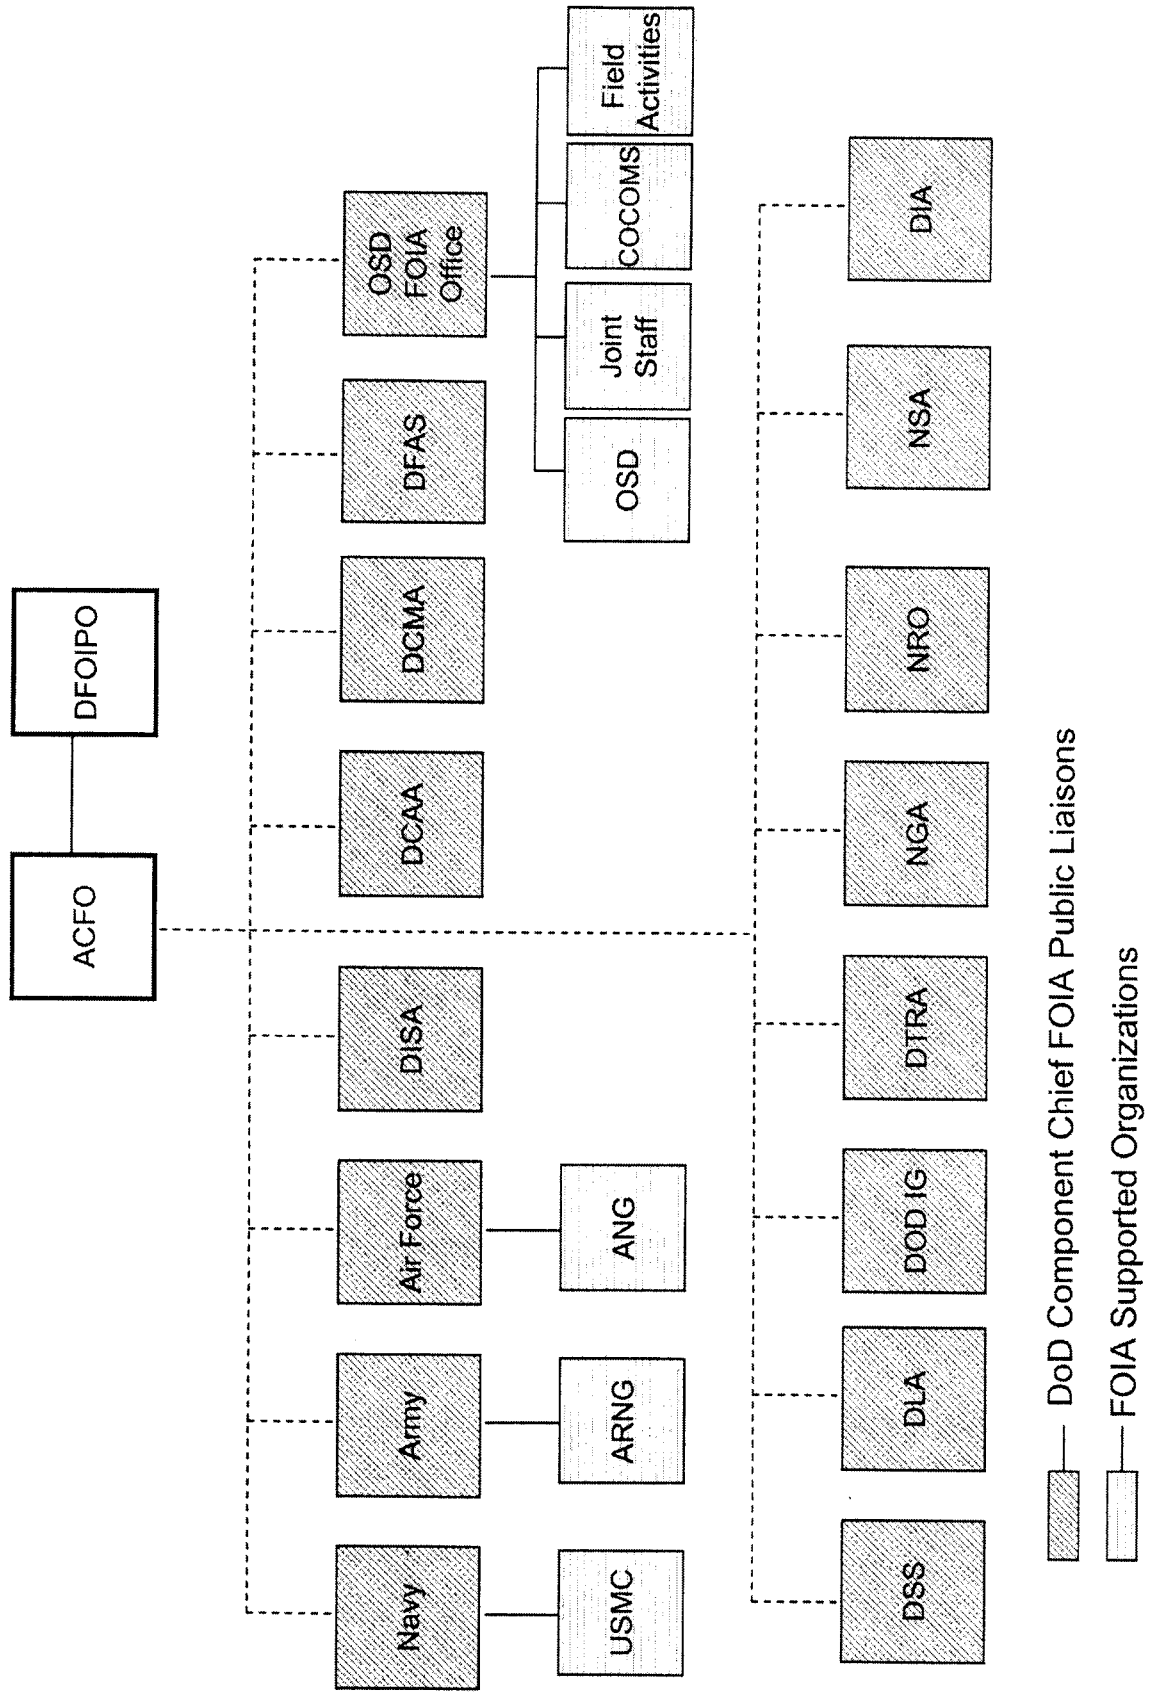 ACFO
DFOIPO
Navy
Army
Air Force
DISA
DCAA
DCMA
DFAS
OSD
FOIA
Office
USMC
ARNG
ANG
OSD
Joint
Staff
COCOMS
Field
Activities
DSS
DLA
DOD IG
DTRA
NGA
NRO
NSA
DIA
DoD Component Chief FOIA Public Liaisons
FOIA Supported Organizations